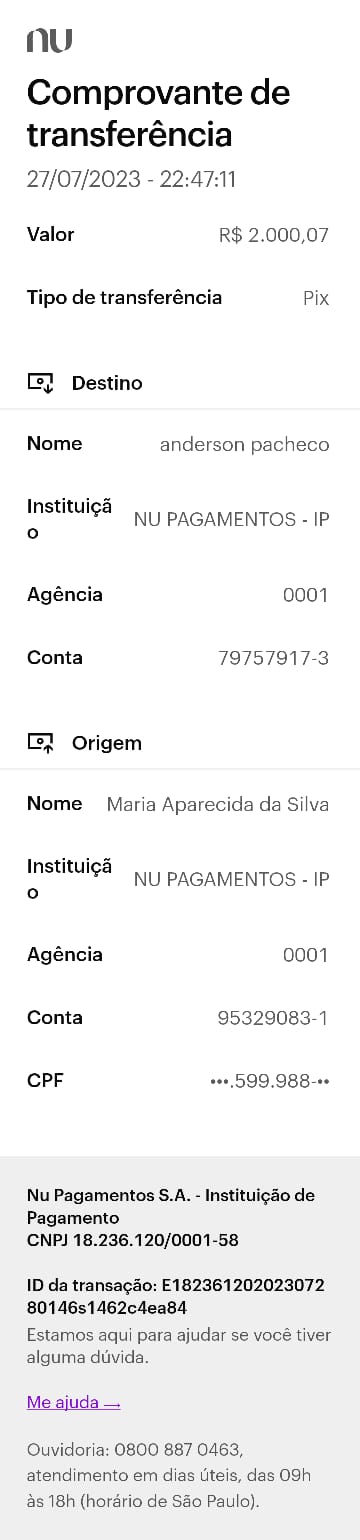 nu
Comprovante de
transferência
27/07/2023 - 22:47:11
Valor R$ 2.000,07
Tipo de transferência Pix
Destino
Nome anderson pacheco
Instituiçã
o NU PAGAMENTOS - IP
Agência 0001
Conta 79757917-3
Origem
Nome Maria Aparecida da Silva
Instituiçã
o NU PAGAMENTOS - IP
Agência 0001
Conta 95329083-1
CPF •••.599.988-••
Nu Pagamentos S.A. - Instituição de
Pagamento
CNPJ 18.236.120/0001-58
ID da transação: E182361202023072
80146s1462c4ea84
Estamos aqui para ajudar se você tiver
alguma dúvida.
Me ajuda →
Ouvidoria: 0800 887 0463,
atendimento em dias úteis, das 09h
às 18h (horário de São Paulo).